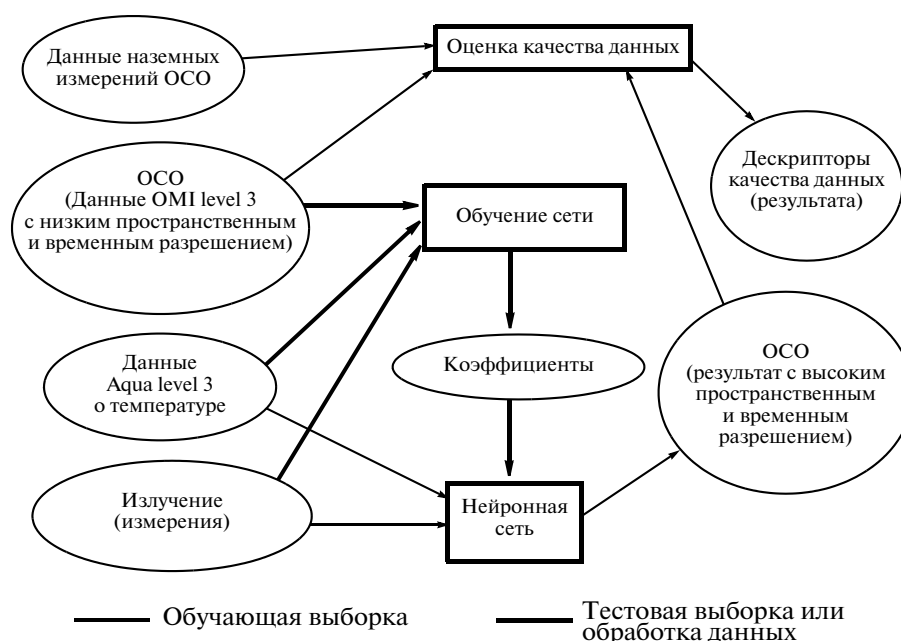 Данные наземных
измерений ОСО
Оценка качества данных
ОСО
(Данные OMI level 3
с низким пространственным
и временным разрешением)
Обучение сети
Дескрипторы
качества данных
(результата)
Данные
Aqua level 3
о температуре
Коэффициенты
ОСО
(результат с высоким
пространственным
и временным
разрешением)
Излучение
(измерения)
Нейронная
сеть
Обучающая выборка
Тестовая выборка или
обработка данных